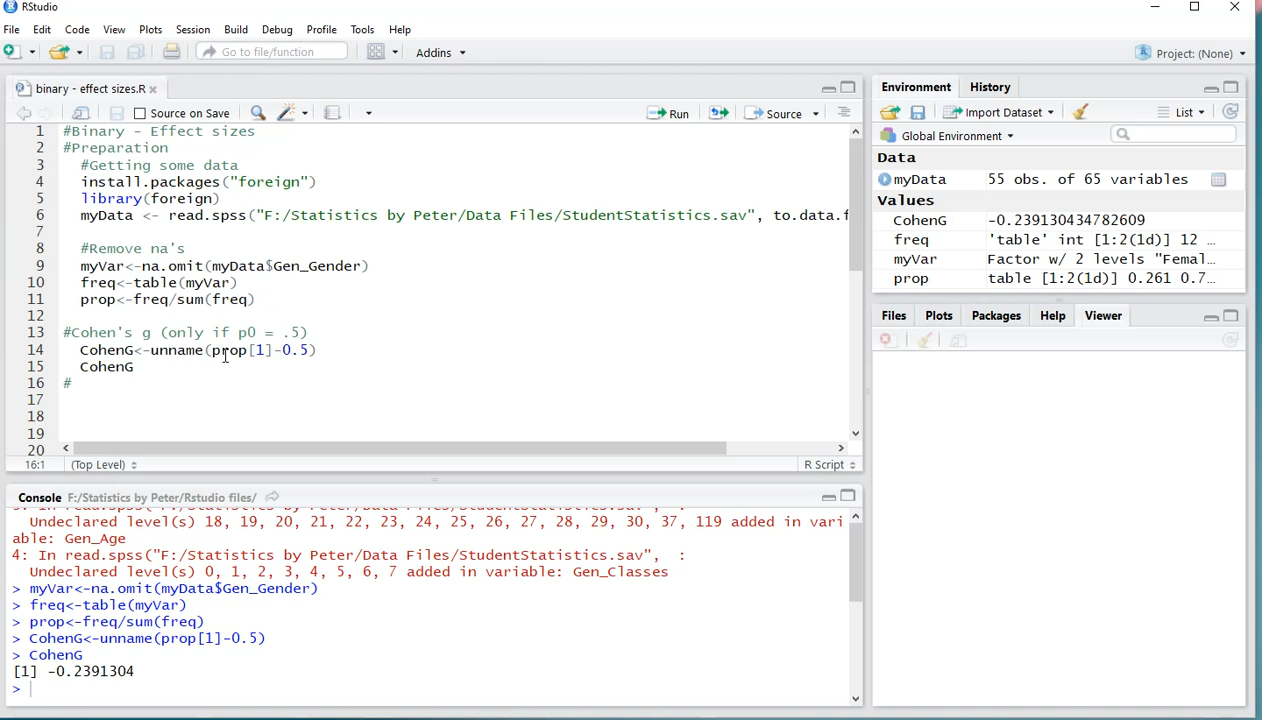 RStudio
File Edit Code View Plots Session Build Debug Profile Tools Help
Go to file/function Addins Project: (None)
binary - effect sizes.R
Source on Save Run Source
1 #Binary - Effect sizes
2 #Preparation
3 #Getting some data
4 install.packages("foreign")
5 library(foreign)
6 myData <- read.spss("F:/Statistics by Peter/Data Files/StudentStatistics.sav", to.data.f
7
8 #Remove na's
9 myVar<-na.omit(myData$Gen_Gender)
10 freq<-table(myVar)
11 prop<-freq/sum(freq)
12
13 #Cohen's g (only if p0 = .5)
14 CohenG<-unname(prop[1]-0.5)
15 CohenG
16 #
17
18
19
20
16:1 (Top Level) R Script
Console F:/Statistics by Peter/Rstudio files/
Undeclared level(s) 18, 19, 20, 21, 22, 23, 24, 25, 26, 27, 28, 29, 30, 37, 119 added in vari
able: Gen_Age
4: In read.spss("F:/Statistics by Peter/Data Files/StudentStatistics.sav",  :
Undeclared level(s) 0, 1, 2, 3, 4, 5, 6, 7 added in variable: Gen_Classes
> myVar<-na.omit(myData$Gen_Gender)
> freq<-table(myVar)
> prop<-freq/sum(freq)
> CohenG<-unname(prop[1]-0.5)
> CohenG
[1] -0.2391304
>
Environment History
Import Dataset List
Global Environment
Data
myData 55 obs. of 65 variables
Values
CohenG -0.239130434782609
freq 'table' int [1:2(1d)] 12 …
myVar Factor w/ 2 levels "Femal…
prop table [1:2(1d)] 0.261 0.7…
Files Plots Packages Help Viewer